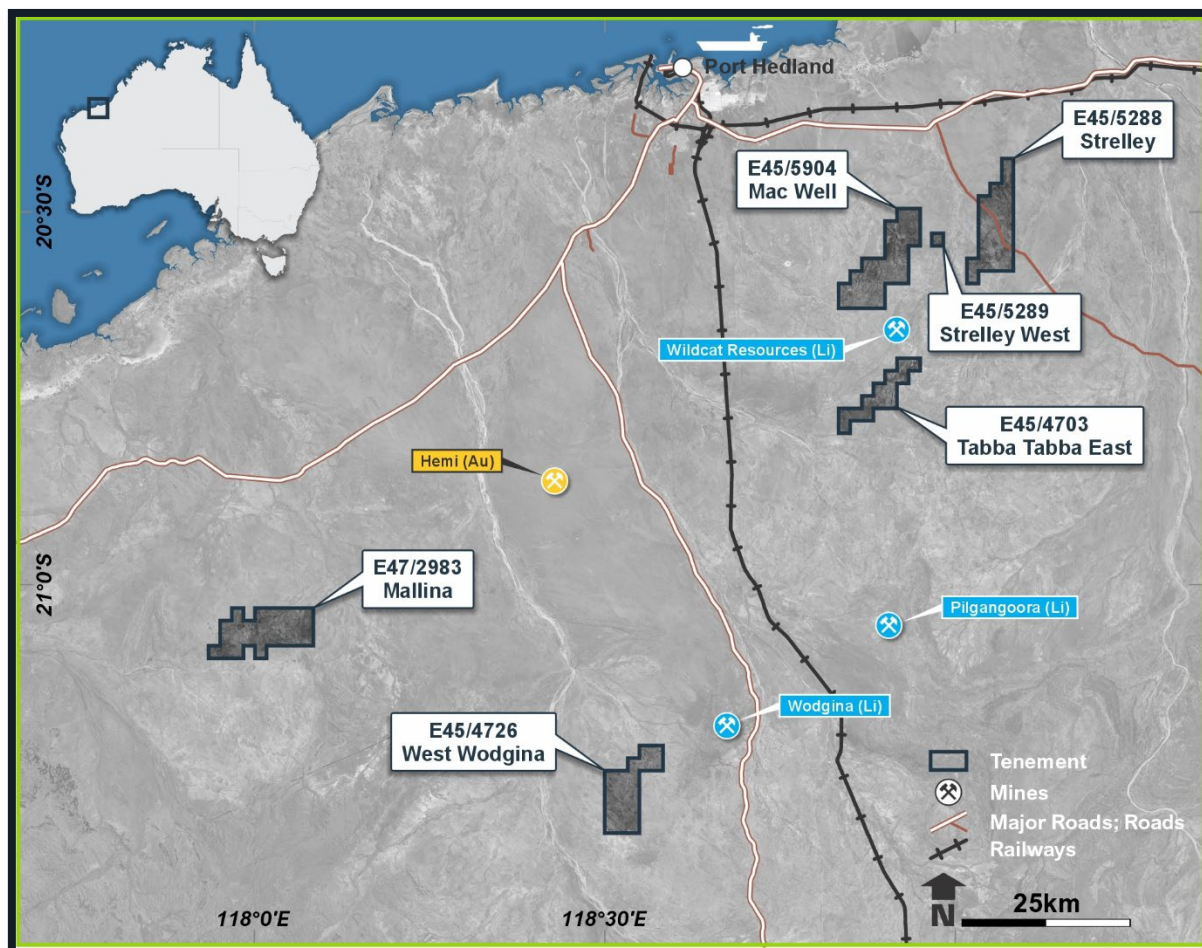 Port Hedland
E45/5288
Strelley
E45/5904
Mac Well
20°30'S
E45/5289
Strelley West
Wildcat Resources (Li)
E45/4703
Tabba Tabba East
Hemi (Au)
21°0'S
E47/2983
Mallina
Pilgangoora (Li)
E45/4726
West Wodgina
Wodgina (Li)
Tenement
Mines
Major Roads; Roads
Railways
N
25km
118°0'E
118°30'E